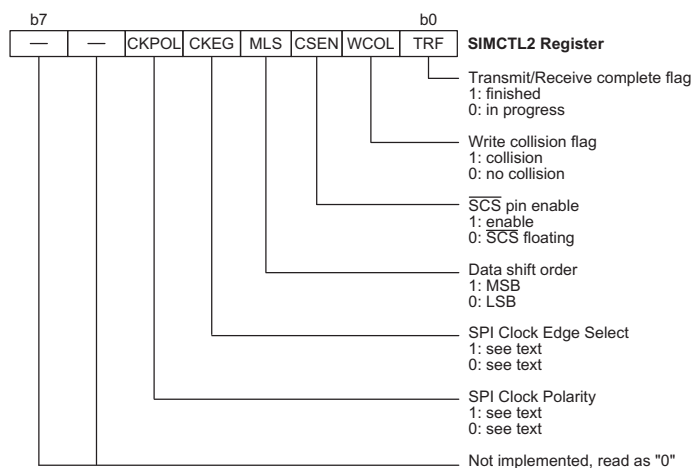 b7 b0
— — CKPOL CKEG MLS CSEN WCOL TRF SIMCTL2 Register
Transmit/Receive complete flag
1: finished
0: in progress
Write collision flag
1: collision
0: no collision
SCS pin enable
1: enable
0: SCS floating
Data shift order
1: MSB
0: LSB
SPI Clock Edge Select
1: see text
0: see text
SPI Clock Polarity
1: see text
0: see text
Not implemented, read as "0"